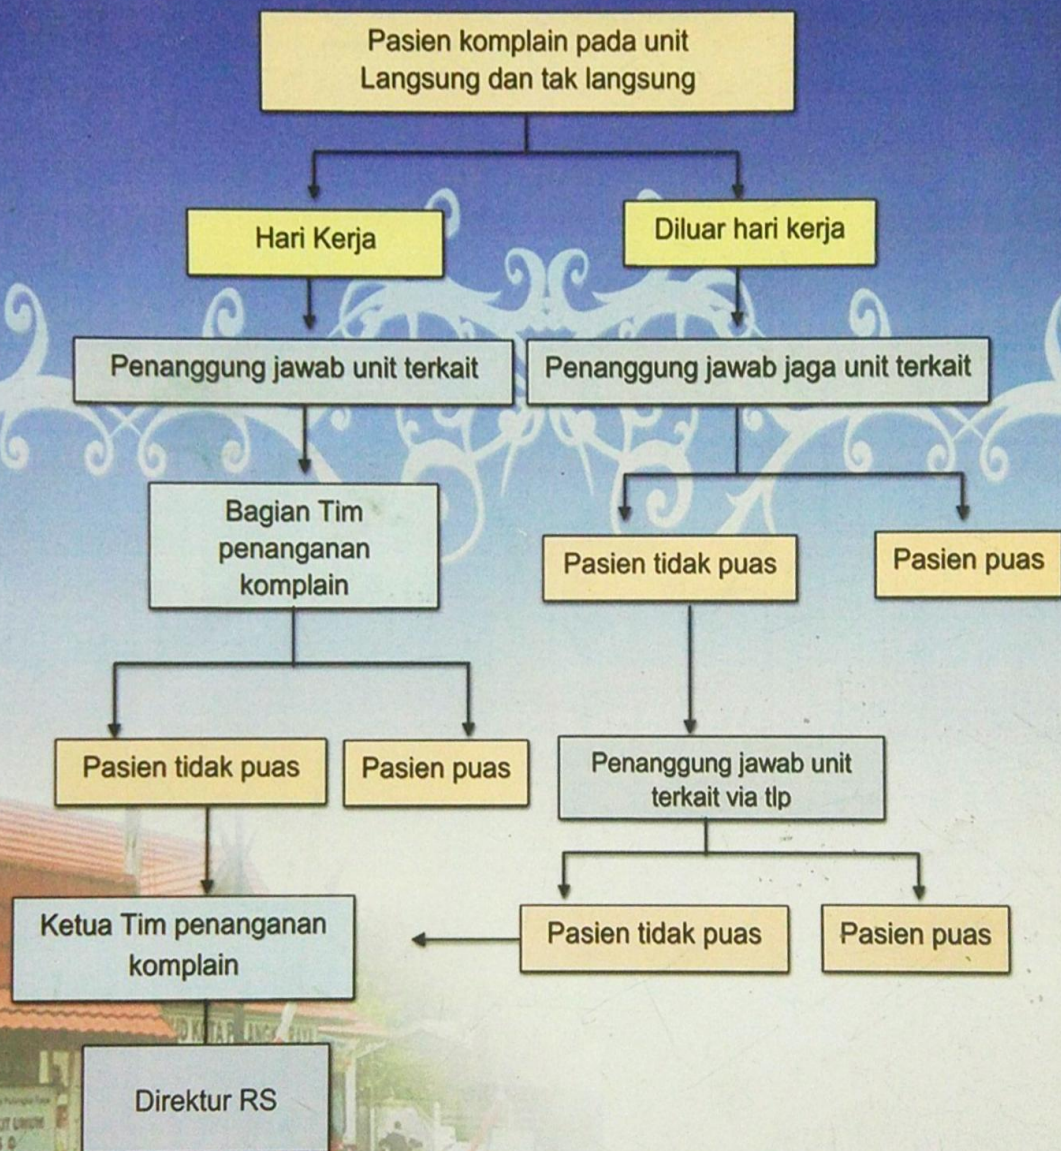 Pasien komplain pada unit
Langsung dan tak langsung
Hari Kerja
Diluar hari kerja
Penanggung jawab unit terkait
Penanggung jawab jaga unit terkait
Bagian Tim
penanganan
komplain
Pasien tidak puas
Pasien puas
Pasien tidak puas
Pasien puas
Penanggung jawab unit
terkait via tlp
Ketua Tim penanganan
komplain
Pasien tidak puas
Pasien puas
Direktur RS